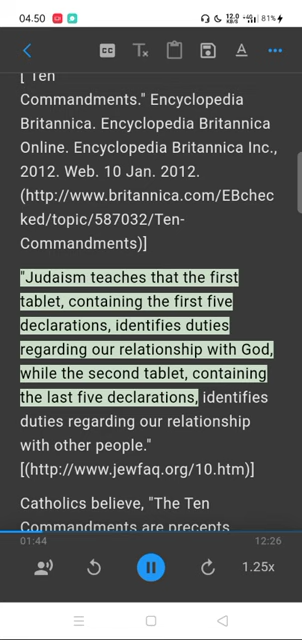 04.50
12.0
KB/S
4G
81%
CC
[ "Ten
Commandments." Encyclopedia
Britannica. Encyclopedia Britannica
Online. Encyclopedia Britannica Inc.,
2012. Web. 10 Jan. 2012.
(http://www.britannica.com/EBchec
ked/topic/587032/Ten-
Commandments)]
"Judaism teaches that the first
tablet, containing the first five
declarations, identifies duties
regarding our relationship with God,
while the second tablet, containing
the last five declarations, identifies
duties regarding our relationship
with other people."
[(http://www.jewfaq.org/10.htm)]
Catholics believe, "The Ten
Commandments are precepts
01:44
12:26
1.25x